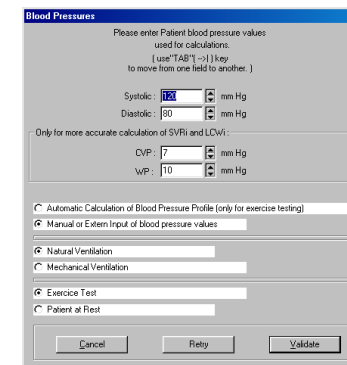 Blood Pressures
Please enter Patient blood pressure values
used for calculations.
( use"TAB"( -->| ) key
to move from one field to another. )
Systolic : 120 mm Hg
Diastolic : 80 mm Hg
Only for more accurate calculation of SVRi and LCWi :
CVP : 7 mm Hg
WP : 10 mm Hg
Automatic Calculation of Blood Pressure Profile (only for exercise testing)
Manual or Extern Input of blood pressure values
Natural Ventilation
Mechanical Ventilation
Exercice Test
Patient at Rest
Cancel Retry Validate